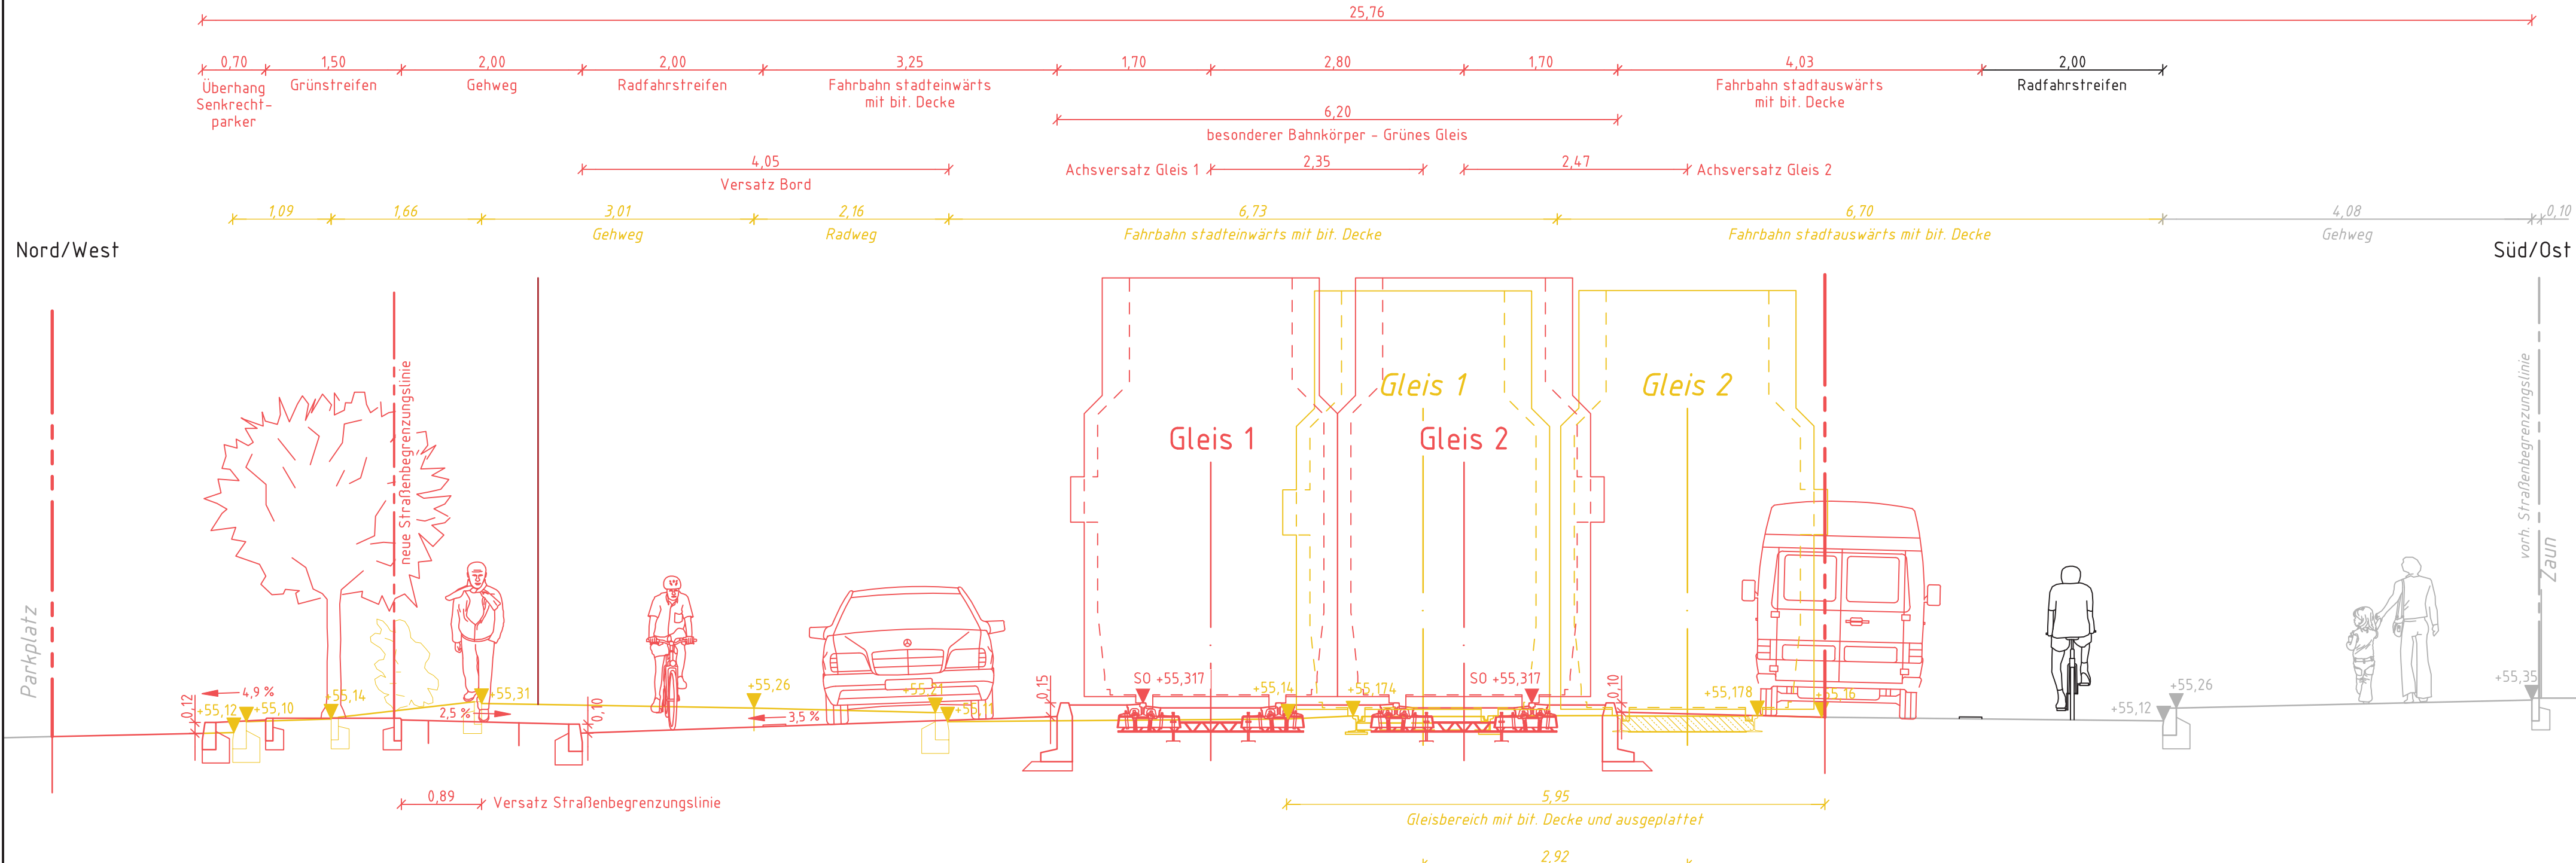 25,76
0,70 1,50 2,00 2,00 3,25 1,70 2,80 1,70 4,03 2,00
Überhang
Senkrecht-
parker
Grünstreifen
Gehweg
Radfahrstreifen
Fahrbahn stadteinwärts
mit bit. Decke
Fahrbahn stadtauswärts
mit bit. Decke
Radfahrstreifen
6,20
besonderer Bahnkörper - Grünes Gleis
4,05
Versatz Bord
Achsversatz Gleis 1 2,35
2,47 Achsversatz Gleis 2
1,09 1,66 3,01 2,16 6,73 6,70 4,08 0,10
Gehweg Radweg Fahrbahn stadteinwärts mit bit. Decke Fahrbahn stadtauswärts mit bit. Decke Gehweg
Nord/West
Süd/Ost
Gleis 1 Gleis 2
Gleis 1 Gleis 2
neue Straßenbegrenzungslinie
vorh. Straßenbegrenzungslinie
Zaun
Parkplatz
0,12
4,9 %
+55,12 +55,10 +55,14 +55,31
2,5 %
0,10
+55,26
3,5 %
0,15
SO +55,317
+55,14 +55,174
SO +55,317
0,10
+55,178 +55,16
+55,12
+55,26
+55,35
0,89 Versatz Straßenbegrenzungslinie
5,95
Gleisbereich mit bit. Decke und ausgeplattet
2,92